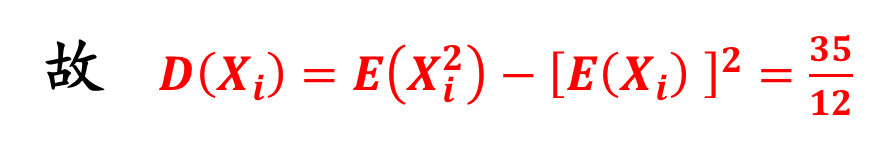 故 D(X_i) = E(X_i^2) − [E(X_i) ]^2 = 35/12